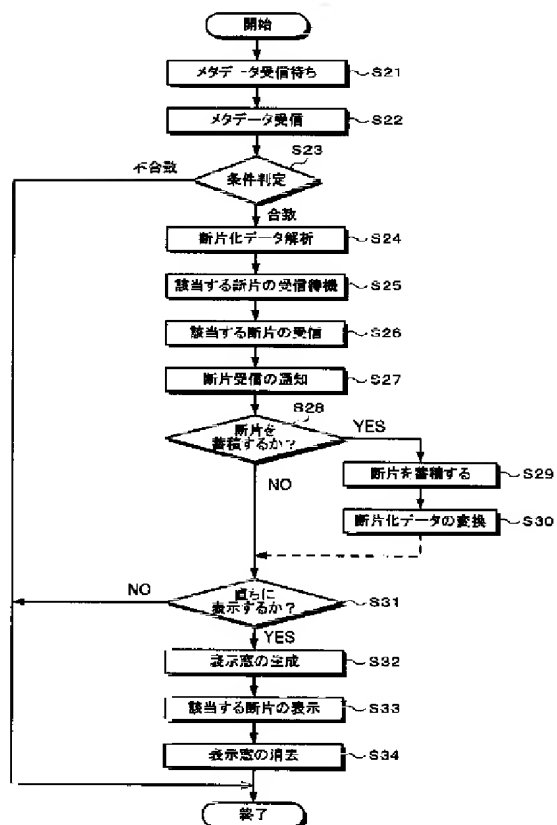 開始
メタデータ受信待ち
S21
メタデータ受信
S22
S23
不合致
条件判定
合致
断片化データ解析
S24
該当する断片の受信待機
S25
該当する断片の受信
S26
断片受信の通知
S27
S28
断片を
蓄積するか？
YES
NO
断片を蓄積する
S29
断片化データの変換
S30
NO
直ちに
表示するか？
S31
YES
表示窓の生成
S32
該当する断片の表示
S33
表示窓の消去
S34
終了